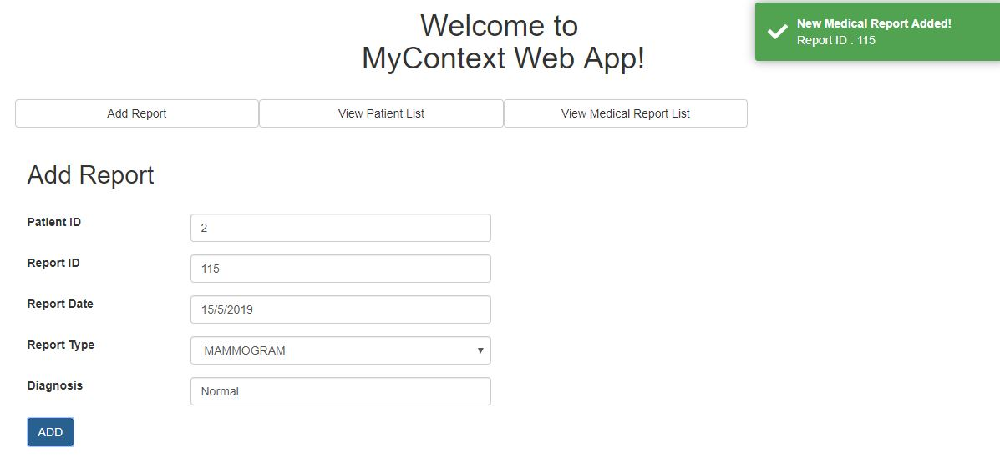 Welcome to
MyContext Web App!
New Medical Report Added!
Report ID : 115
Add Report
View Patient List
View Medical Report List
Add Report
Patient ID
2
Report ID
115
Report Date
15/5/2019
Report Type
MAMMOGRAM
Diagnosis
Normal
ADD